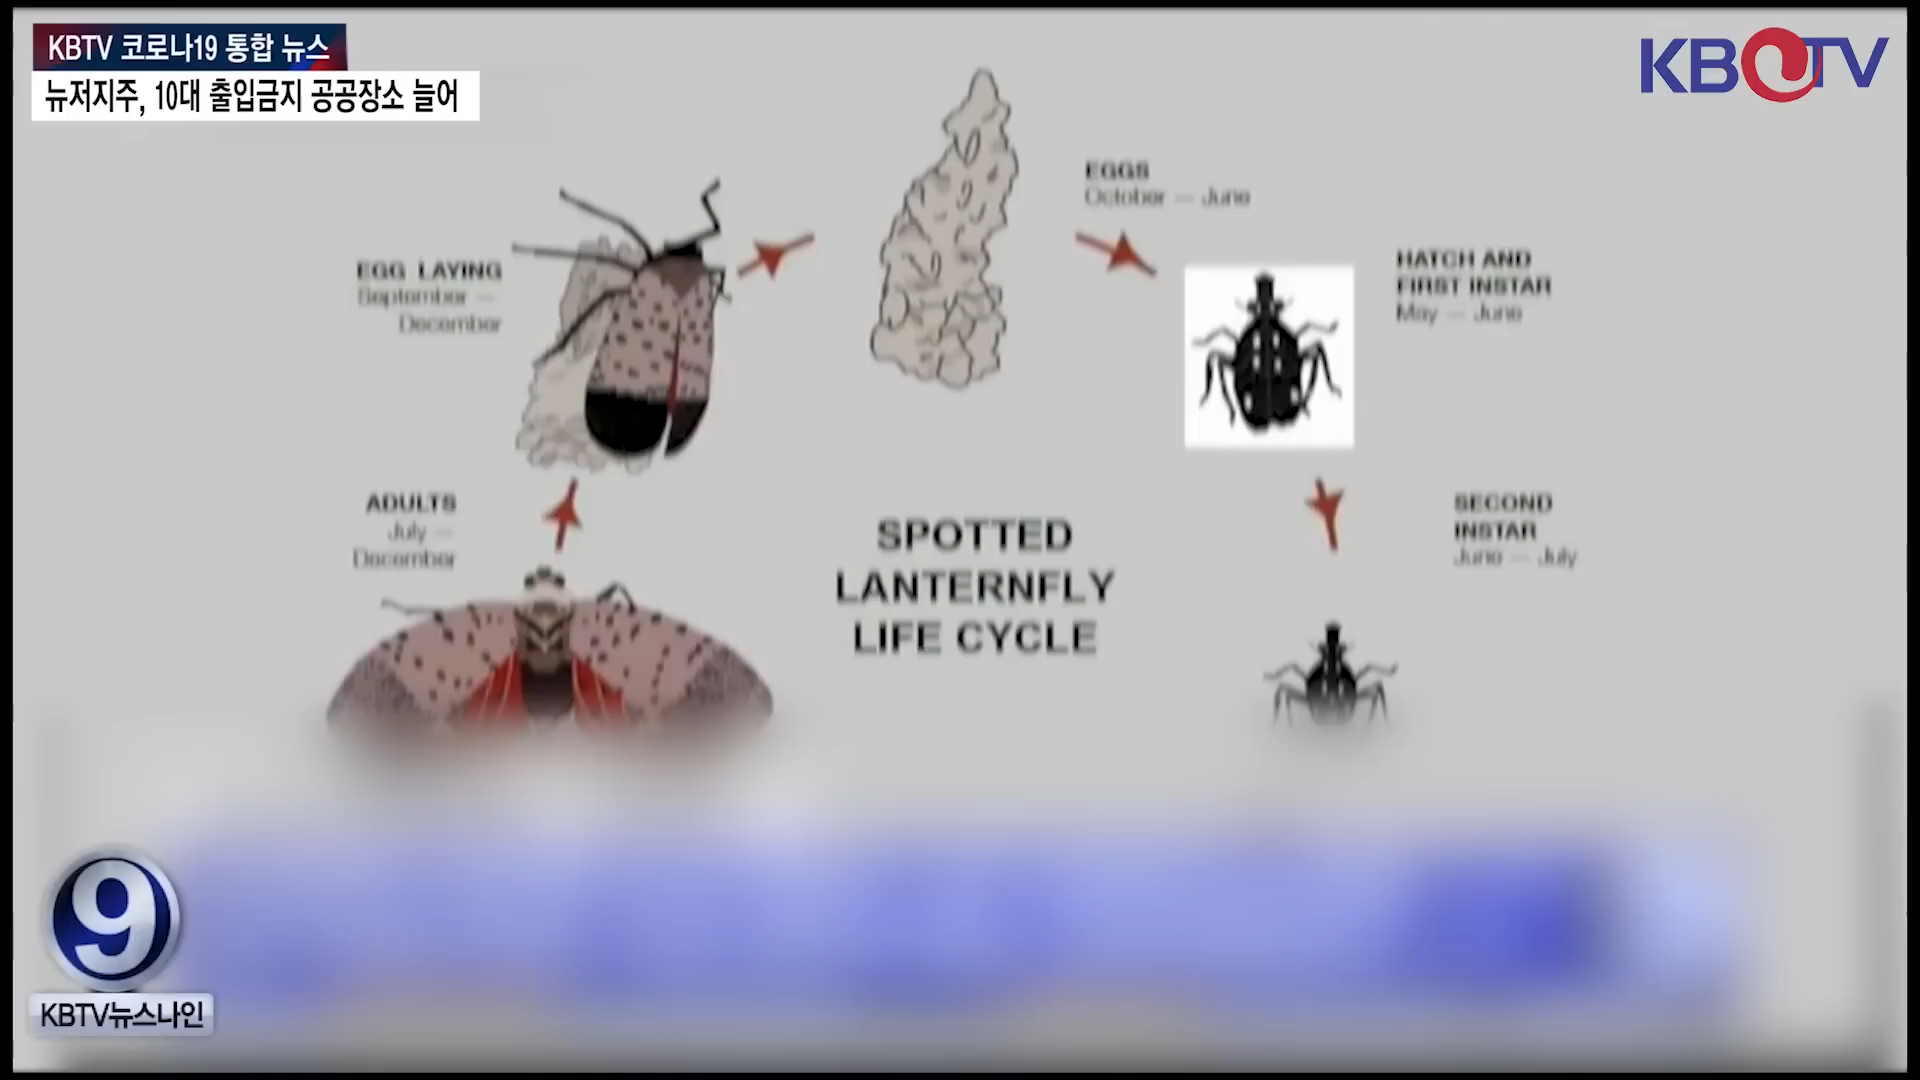 KBTV 코로나19 통합 뉴스
뉴저지주, 10대 출입금지 공공장소 늘어
KBTV
EGGS
October — June
HATCH AND
FIRST INSTAR
May — June
EGG LAYING
September —
December
SECOND
INSTAR
June — July
ADULTS
July —
December
SPOTTED
LANTERNFLY
LIFE CYCLE
9
KBTV뉴스나인